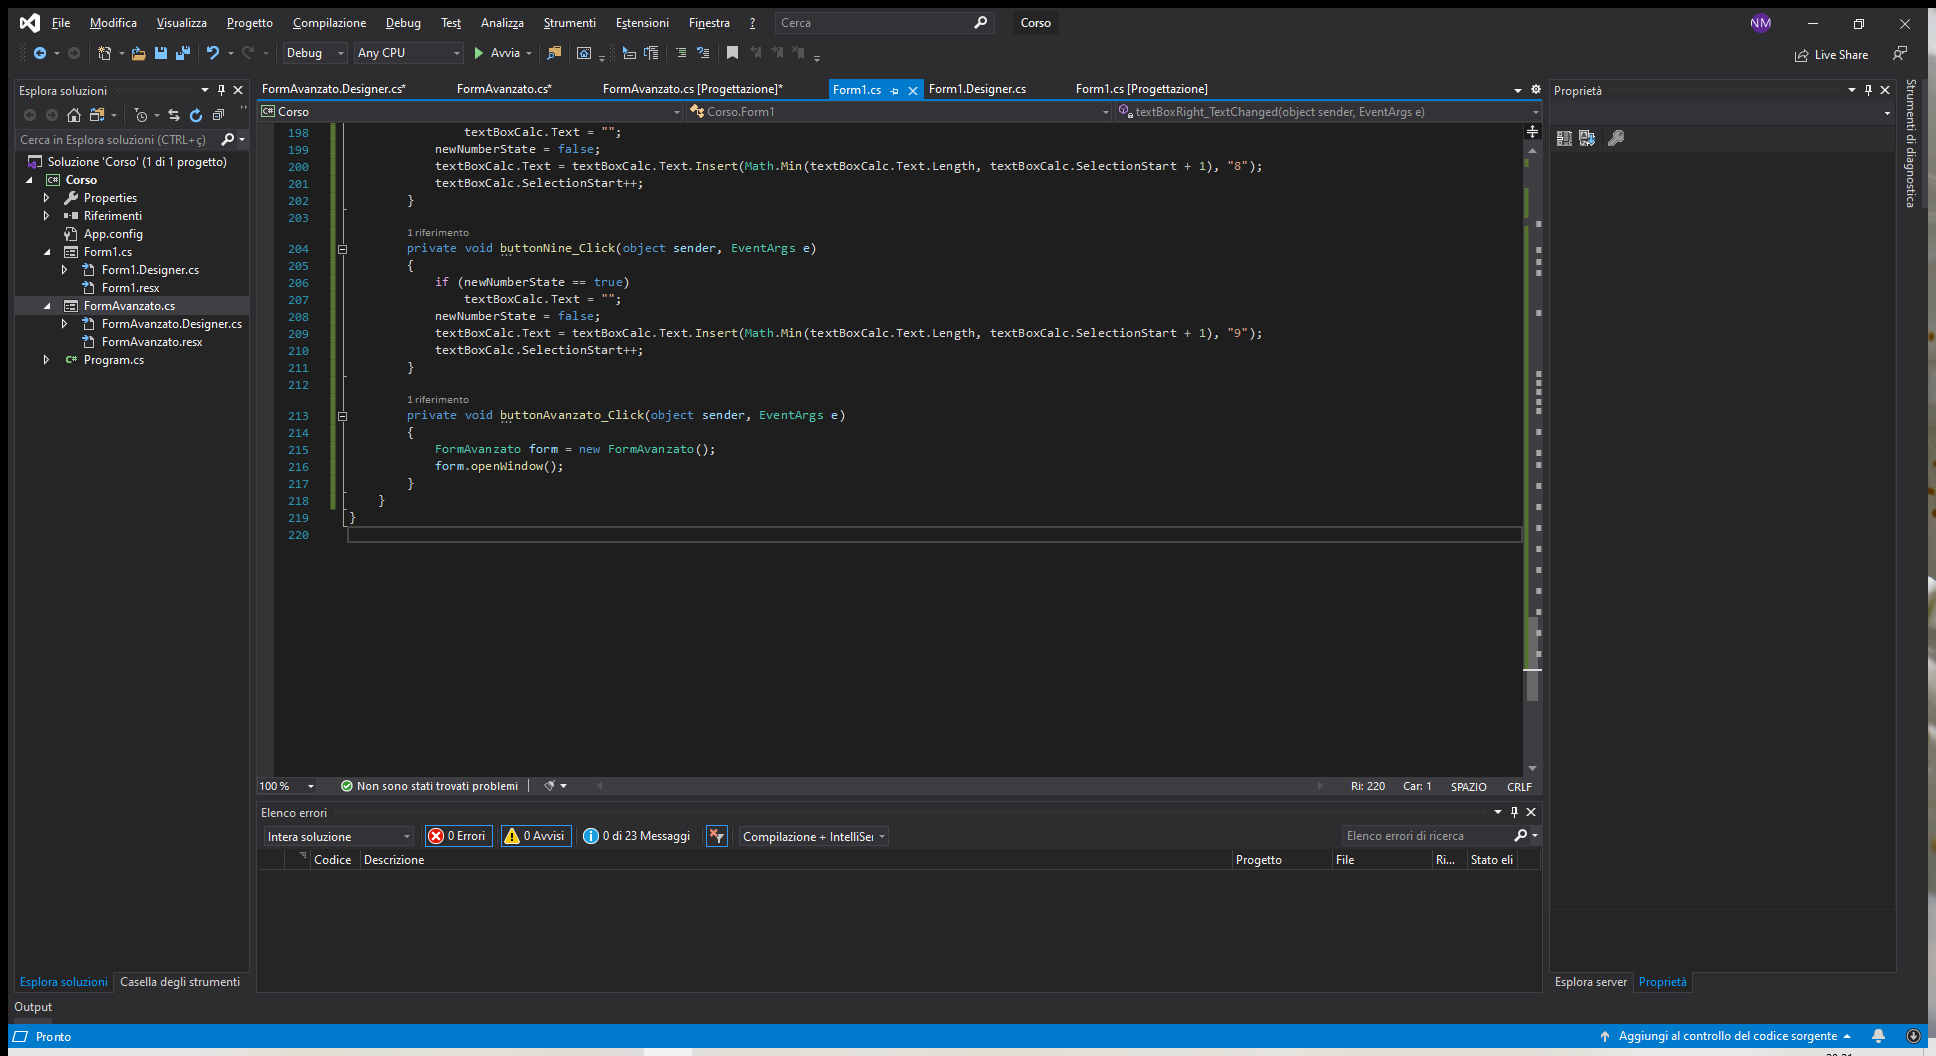 File Modifica Visualizza Progetto Compilazione Debug Test Analizza Strumenti Estensioni Finestra ? Cerca Corso NM
Debug Any CPU Avvia Live Share
Esplora soluzioni
Cerca in Esplora soluzioni (CTRL+ç)
Soluzione 'Corso' (1 di 1 progetto)
C# Corso
Properties
Riferimenti
App.config
Form1.cs
Form1.Designer.cs
Form1.resx
FormAvanzato.cs
FormAvanzato.Designer.cs
FormAvanzato.resx
C# Program.cs
Esplora soluzioni Casella degli strumenti
FormAvanzato.Designer.cs* FormAvanzato.cs* FormAvanzato.cs [Progettazione]* Form1.cs Form1.Designer.cs Form1.cs [Progettazione]
C# Corso Corso.Form1 textBoxRight_TextChanged(object sender, EventArgs e)
198 textBoxCalc.Text = "";
199 newNumberState = false;
200 textBoxCalc.Text = textBoxCalc.Text.Insert(Math.Min(textBoxCalc.Text.Length, textBoxCalc.SelectionStart + 1), "8");
201 textBoxCalc.SelectionStart++;
202 }
203
1 riferimento
204 private void buttonNine_Click(object sender, EventArgs e)
205 {
206 if (newNumberState == true)
207 textBoxCalc.Text = "";
208 newNumberState = false;
209 textBoxCalc.Text = textBoxCalc.Text.Insert(Math.Min(textBoxCalc.Text.Length, textBoxCalc.SelectionStart + 1), "9");
210 textBoxCalc.SelectionStart++;
211 }
212
1 riferimento
213 private void buttonAvanzato_Click(object sender, EventArgs e)
214 {
215 FormAvanzato form = new FormAvanzato();
216 form.openWindow();
217 }
218 }
219 }
220
100 % Non sono stati trovati problemi Ri: 220 Car: 1 SPAZIO CRLF
Elenco errori
Intera soluzione 0 Errori 0 Avvisi 0 di 23 Messaggi Compilazione + IntelliSe Elenco errori di ricerca
Codice Descrizione Progetto File Ri... Stato eli
Proprietà
Esplora server Proprietà
Strumenti di diagnostica
Output
Pronto Aggiungi al controllo del codice sorgente